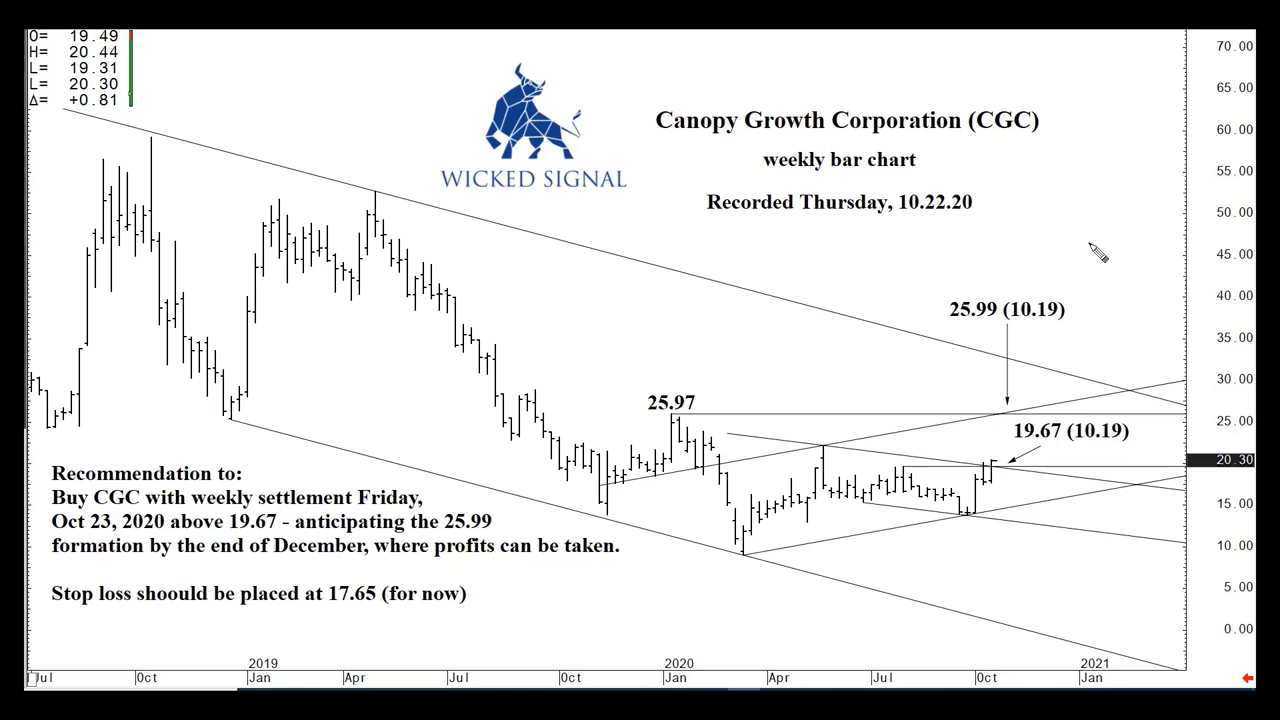 O= 19.49
H= 20.44
L= 19.31
L= 20.30
Δ= +0.81
WICKED SIGNAL
Canopy Growth Corporation (CGC)
weekly bar chart
Recorded Thursday, 10.22.20
25.99 (10.19)
25.97
19.67 (10.19)
Recommendation to:
Buy CGC with weekly settlement Friday,
Oct 23, 2020 above 19.67 - anticipating the 25.99
formation by the end of December, where profits can be taken.
Stop loss shoould be placed at 17.65 (for now)
70.00
65.00
60.00
55.00
50.00
45.00
40.00
35.00
30.00
25.00
20.30
15.00
10.00
5.00
0.00
2019 2020 2021
Jul Oct Jan Apr Jul Oct Jan Apr Jul Oct Jan